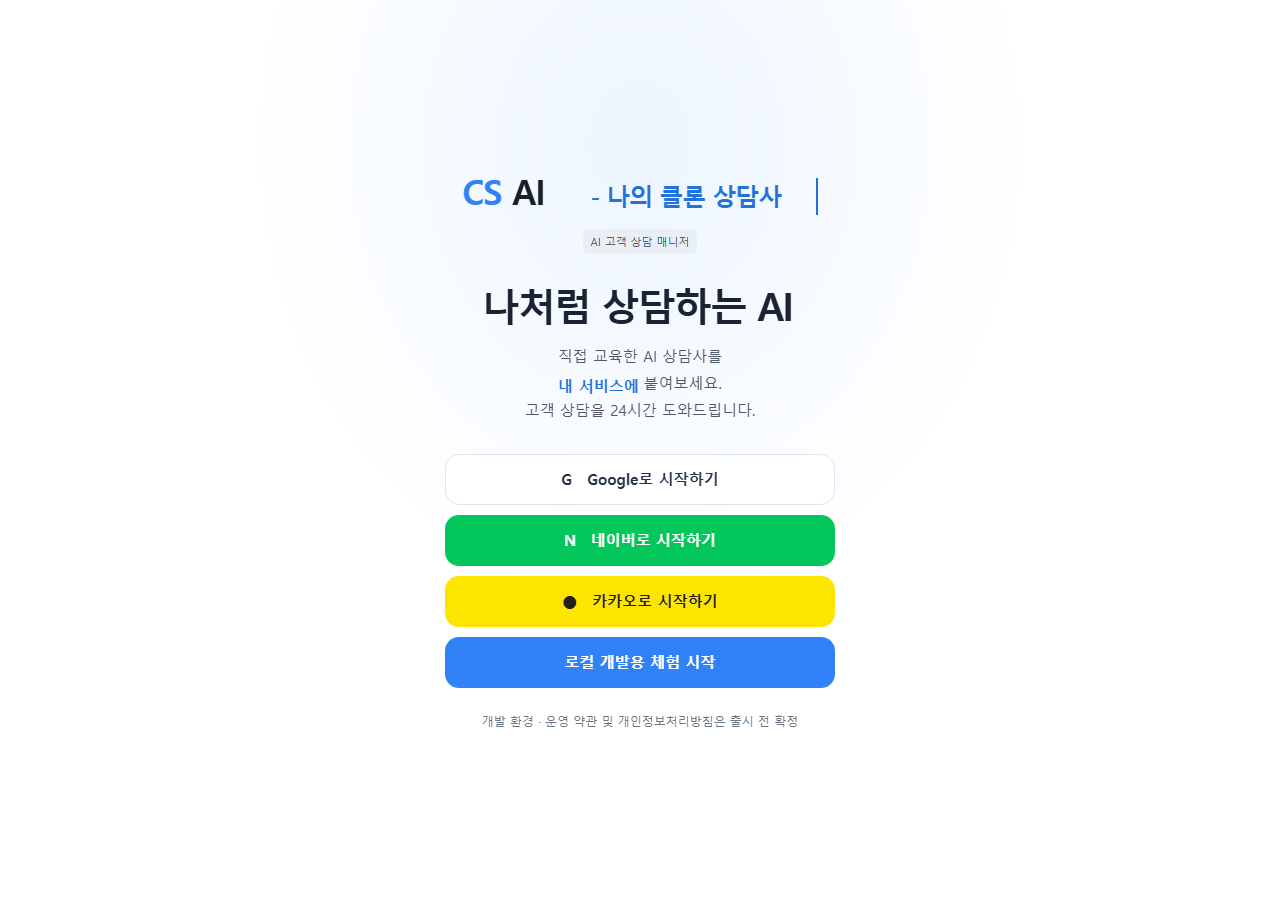 CS AI - 나의 클론 상담사
AI 고객 상담 매니저
나처럼 상담하는 AI
직접 교육한 AI 상담사를
내 서비스에 붙여보세요.
고객 상담을 24시간 도와드립니다.
G Google로 시작하기
N 네이버로 시작하기
● 카카오로 시작하기
로컬 개발용 체험 시작
개발 환경 · 운영 약관 및 개인정보처리방침은 출시 전 확정